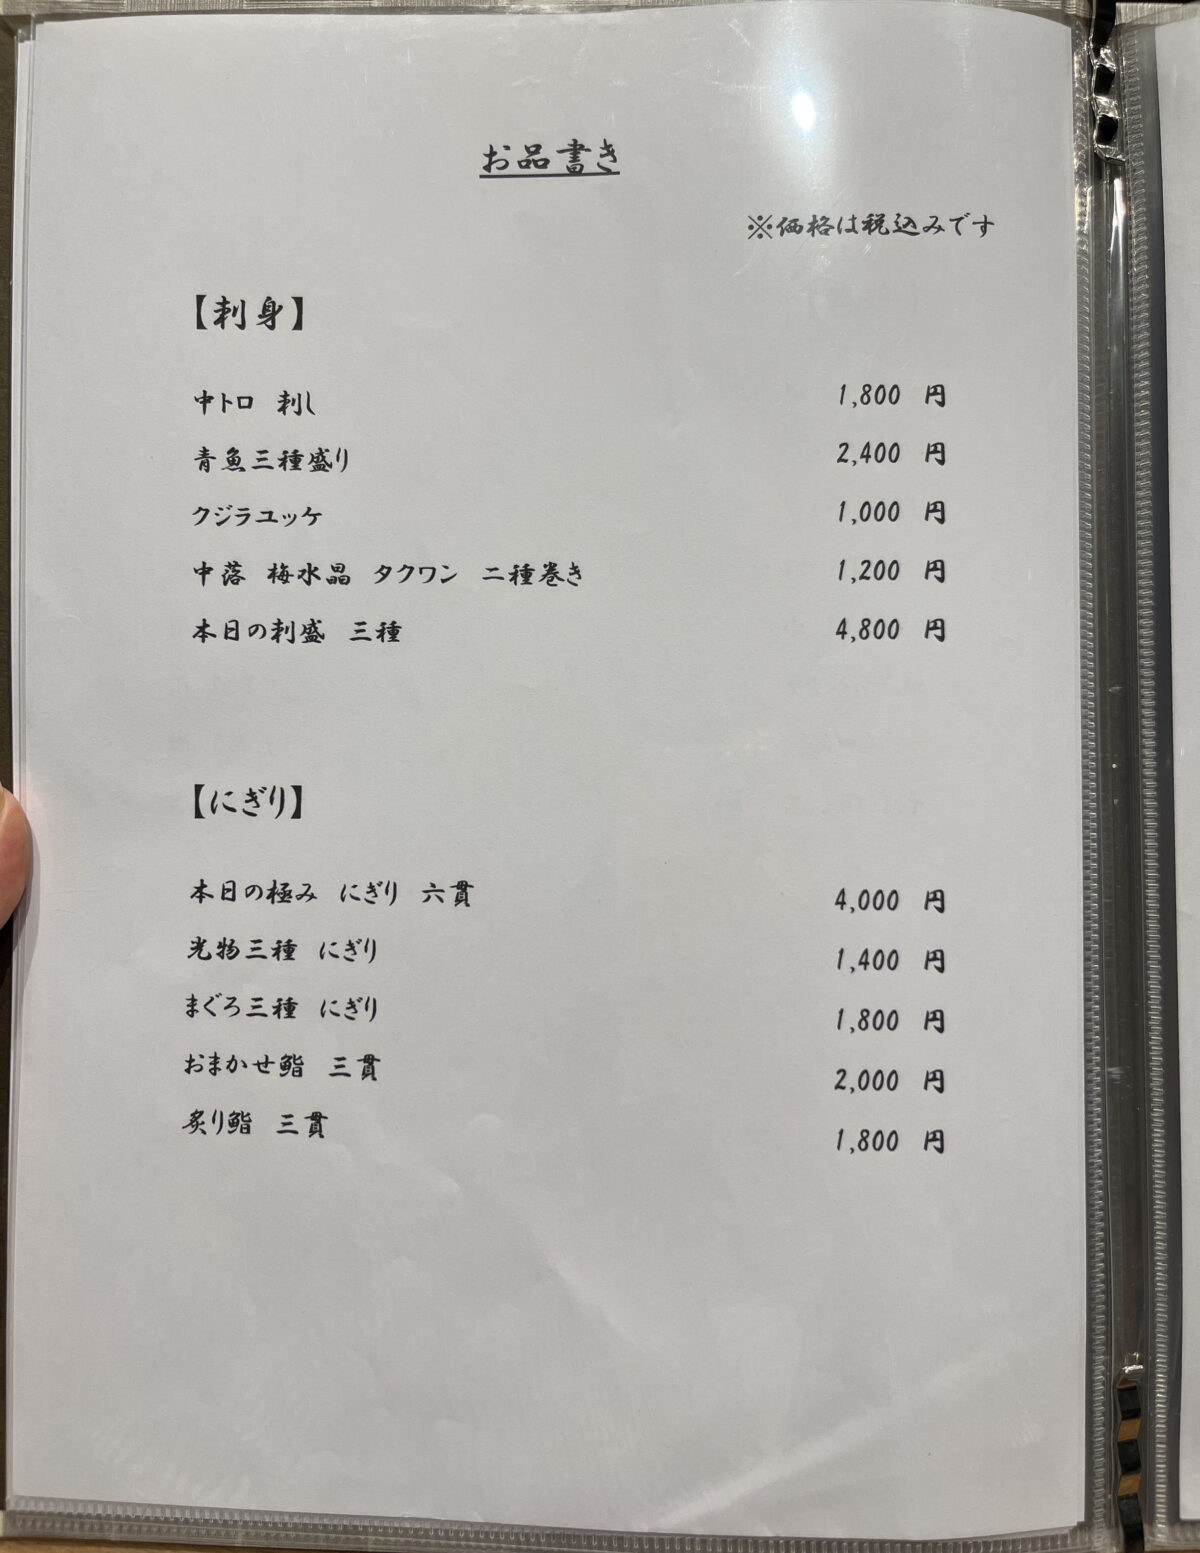 お品書き
※価格は税込みです
【刺身】
中トロ 刺し 1,800 円
青魚三種盛り 2,400 円
クジラユッケ 1,000 円
中落 梅水晶 タクワン 二種巻き 1,200 円
本日の刺盛 三種 4,800 円
【にぎり】
本日の極み にぎり 六貫 4,000 円
光物三種 にぎり 1,400 円
まぐろ三種 にぎり 1,800 円
おまかせ鮨 三貫 2,000 円
炙り鮨 三貫 1,800 円